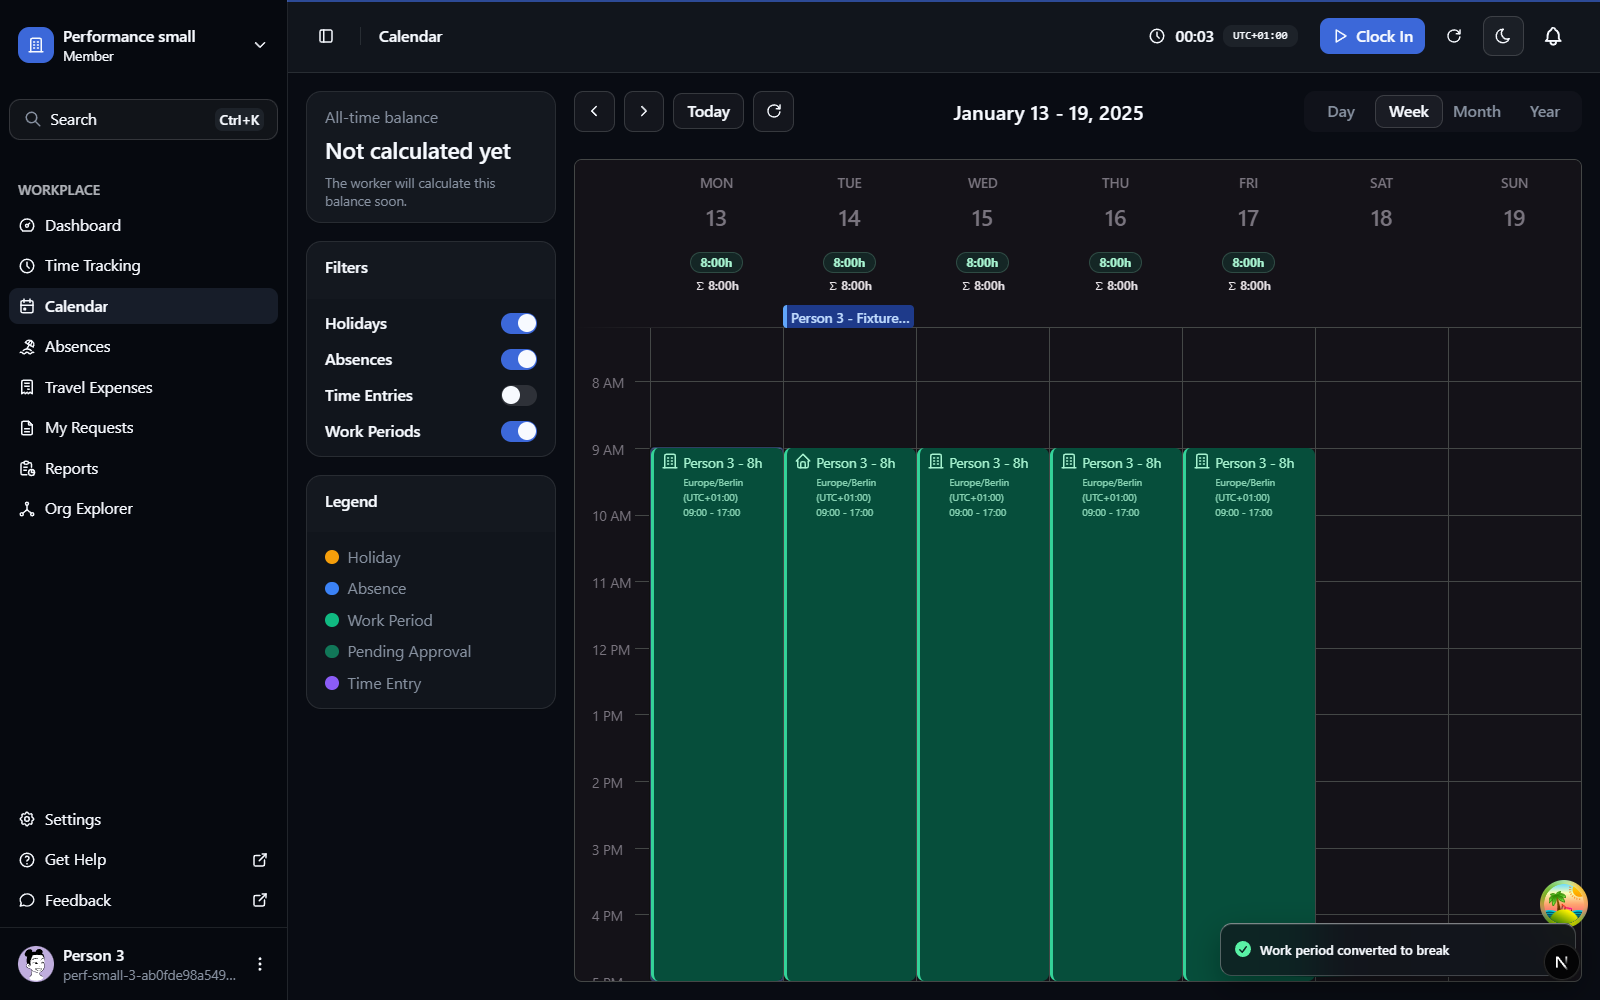 Performance small
Member
Search
Ctrl+K
WORKPLACE
Dashboard
Time Tracking
Calendar
Absences
Travel Expenses
My Requests
Reports
Org Explorer
Settings
Get Help
Feedback
Person 3
perf-small-3-ab0fde98a549...
Calendar
00:03
UTC+01:00
Clock In
All-time balance
Not calculated yet
The worker will calculate this
balance soon.
Filters
Holidays
Absences
Time Entries
Work Periods
Legend
Holiday
Absence
Work Period
Pending Approval
Time Entry
Today
January 13 - 19, 2025
Day
Week
Month
Year
MON
TUE
WED
THU
FRI
SAT
SUN
13
14
15
16
17
18
19
8:00h
8:00h
8:00h
8:00h
8:00h
Σ 8:00h
Σ 8:00h
Σ 8:00h
Σ 8:00h
Σ 8:00h
Person 3 - Fixture...
8 AM
9 AM
10 AM
11 AM
12 PM
1 PM
2 PM
3 PM
4 PM
5 PM
Person 3 - 8h
Europe/Berlin
(UTC+01:00)
09:00 - 17:00
Person 3 - 8h
Europe/Berlin
(UTC+01:00)
09:00 - 17:00
Person 3 - 8h
Europe/Berlin
(UTC+01:00)
09:00 - 17:00
Person 3 - 8h
Europe/Berlin
(UTC+01:00)
09:00 - 17:00
Person 3 - 8h
Europe/Berlin
(UTC+01:00)
09:00 - 17:00
Work period converted to break
N